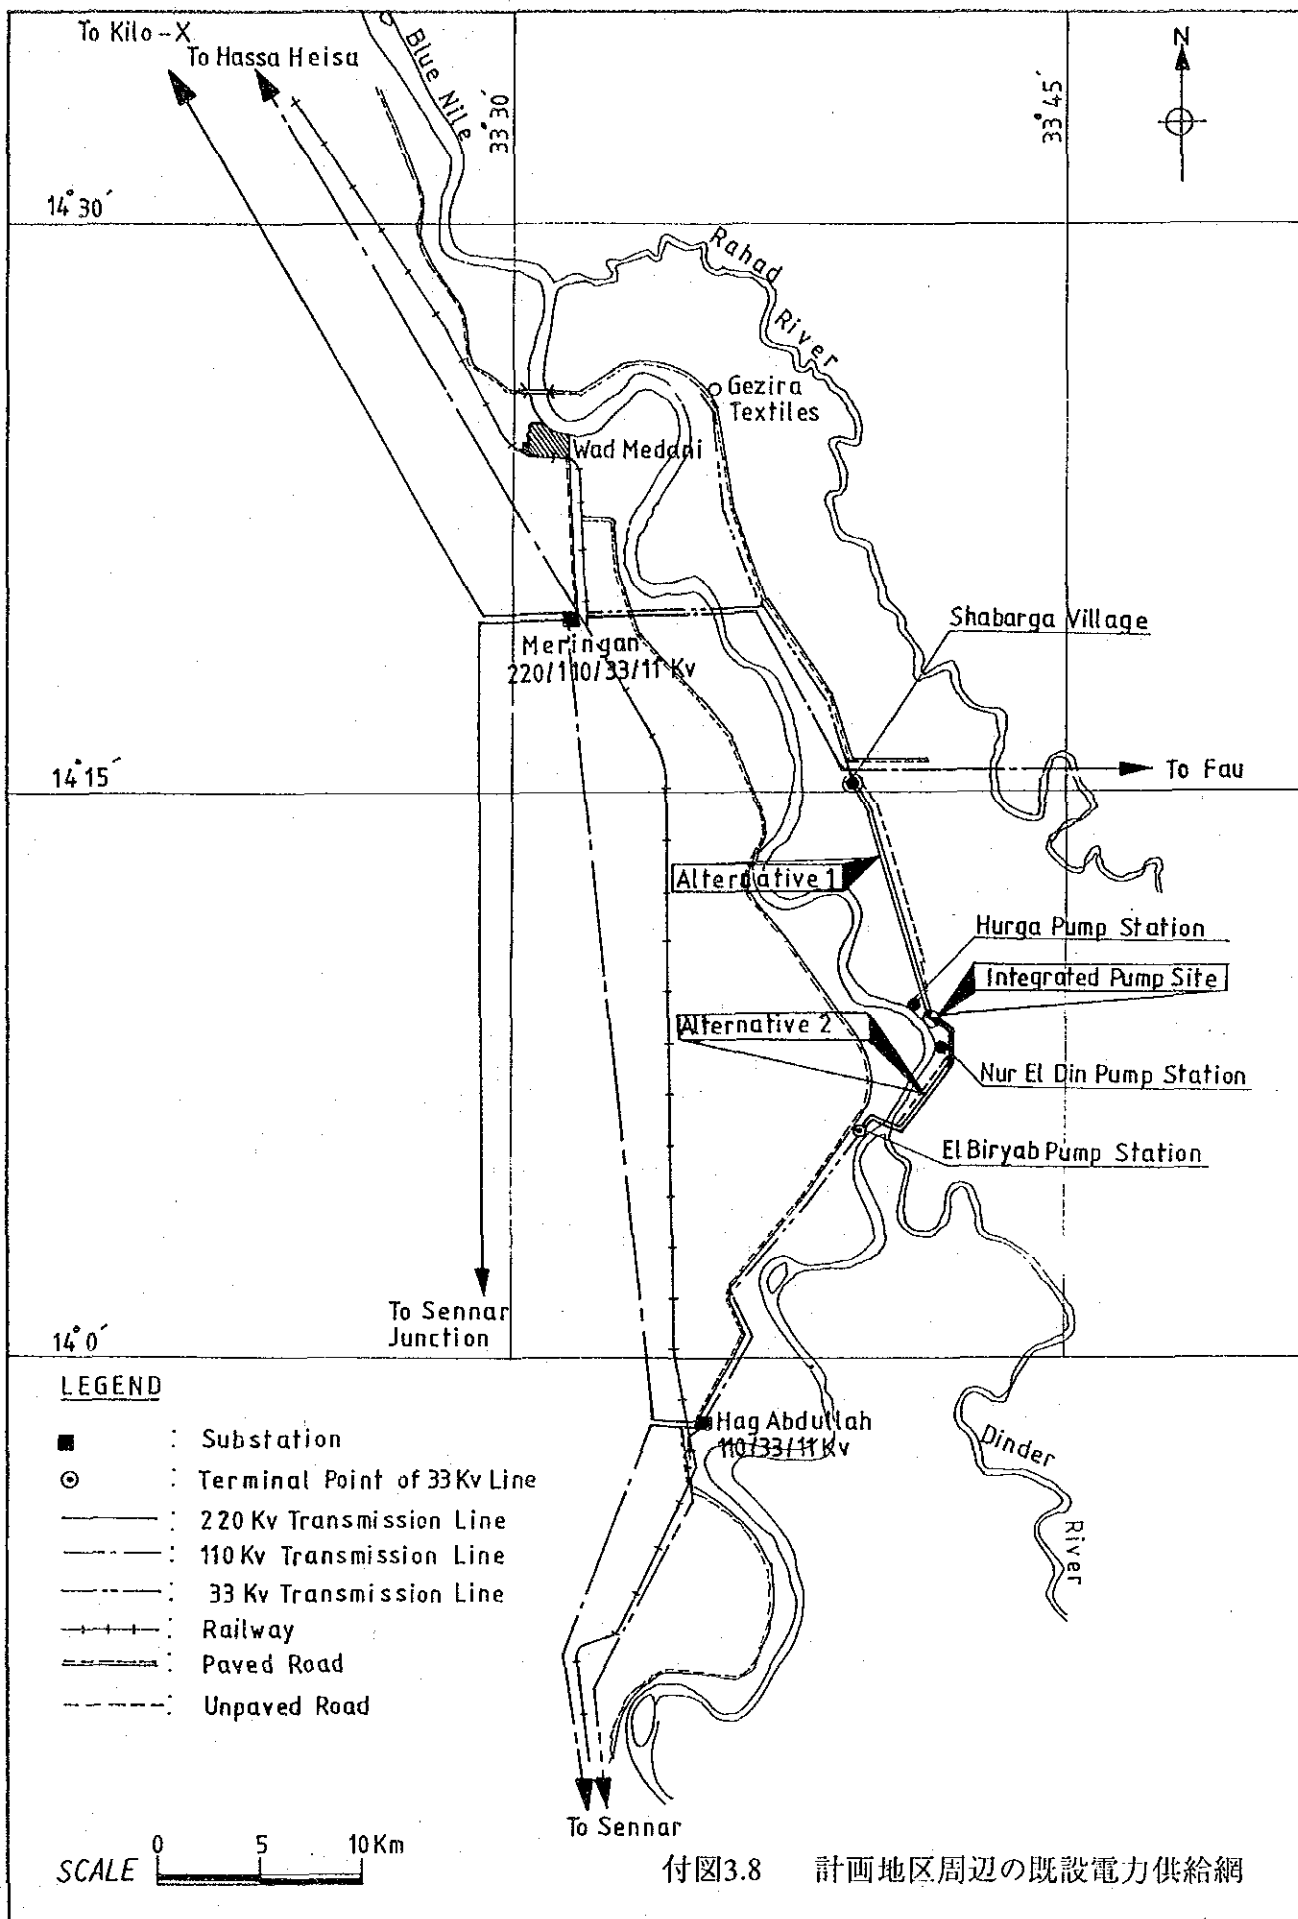 To Kilo-X
To Hassa Heisa
Blue Nile
33°30´
33°45´
N
14°30´
Rahad
River
Gezira
Textiles
Wad Medani
Shabarga Village
Meringan
220/110/33/11 Kv
14°15´
To Fau
Alternative 1
Hurga Pump Station
Integrated Pump Site
Alternative 2
Nur El Din Pump Station
El Biryab Pump Station
To Sennar
Junction
14°0´
LEGEND
: Substation
: Terminal Point of 33 Kv Line
: 220 Kv Transmission Line
: 110 Kv Transmission Line
: 33 Kv Transmission Line
: Railway
: Paved Road
: Unpaved Road
Hag Abdullah
110/33/11 Kv
Dinder
River
To Sennar
SCALE 0 5 10 Km
付図3.8 計画地区周辺の既設電力供給網